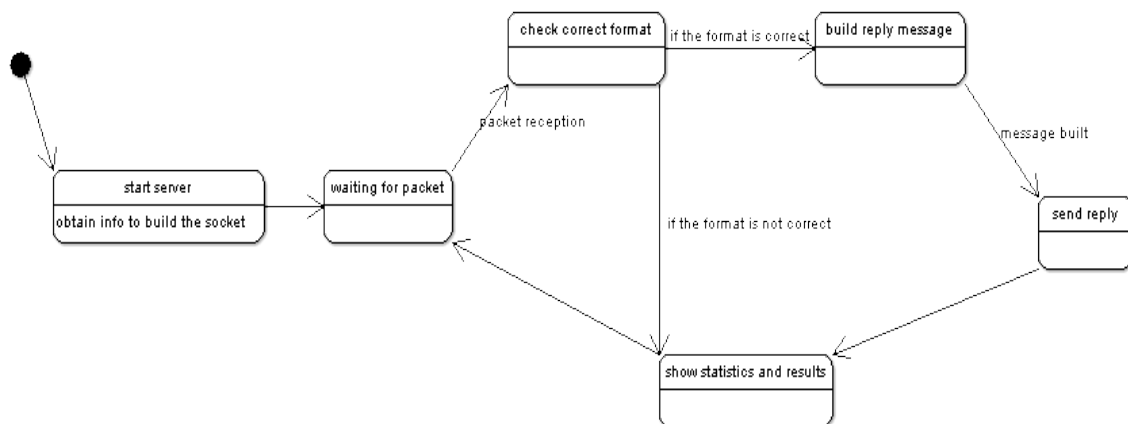 check correct format
if the format is correct
build reply message
packet reception
message built
start server
obtain info to build the socket
waiting for packet
send reply
if the format is not correct
show statistics and results